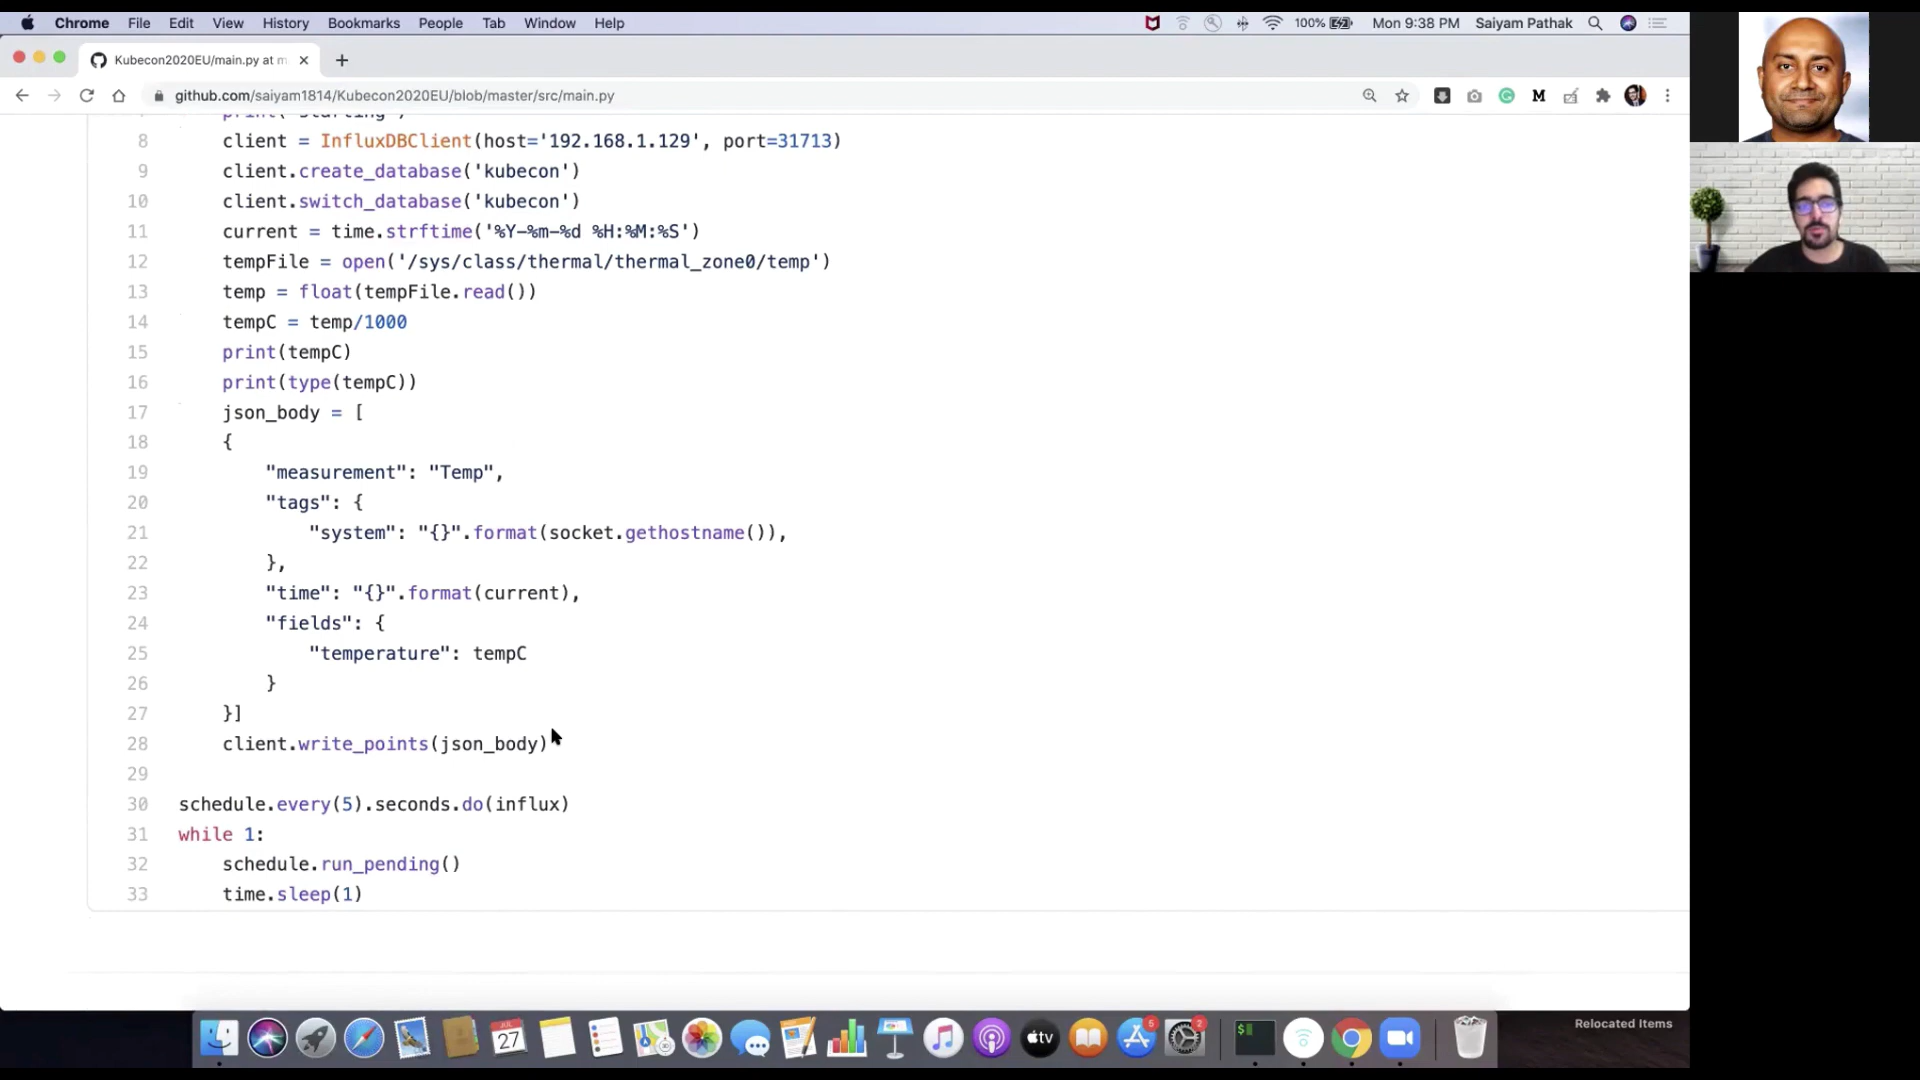 Chrome File Edit View History Bookmarks People Tab Window Help 100% Mon 9:38 PM Saiyam Pathak
Kubecon2020EU/main.py at m
github.com/saiyam1814/Kubecon2020EU/blob/master/src/main.py
8 client = InfluxDBClient(host='192.168.1.129', port=31713)
9 client.create_database('kubecon')
10 client.switch_database('kubecon')
11 current = time.strftime('%Y-%m-%d %H:%M:%S')
12 tempFile = open('/sys/class/thermal/thermal_zone0/temp')
13 temp = float(tempFile.read())
14 tempC = temp/1000
15 print(tempC)
16 print(type(tempC))
17 json_body = [
18 {
19 "measurement": "Temp",
20 "tags": {
21 "system": "{}".format(socket.gethostname()),
22 },
23 "time": "{}".format(current),
24 "fields": {
25 "temperature": tempC
26 }
27 }]
28 client.write_points(json_body)
29
30 schedule.every(5).seconds.do(influx)
31 while 1:
32 schedule.run_pending()
33 time.sleep(1)
JUL
27
tv
5
2
$
Relocated Items